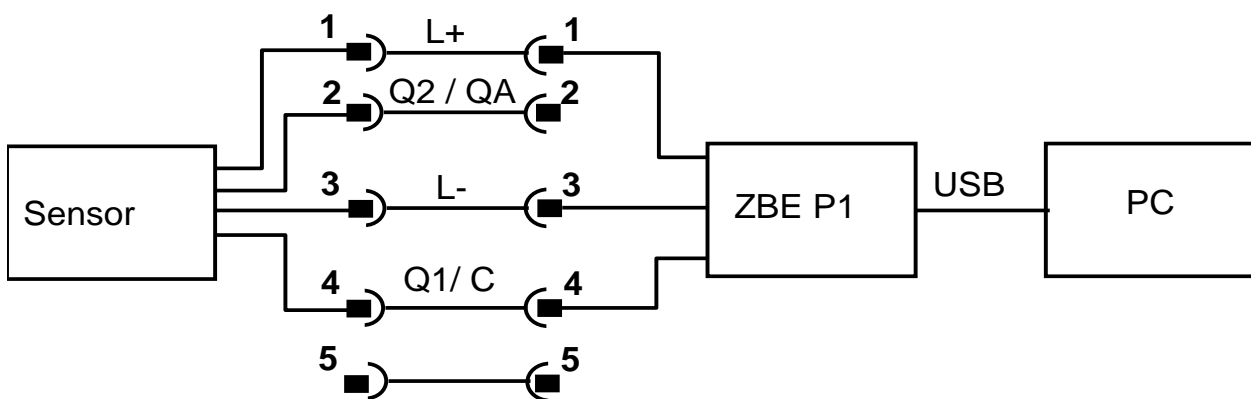 1 L+ 1
2 Q2 / QA 2
3 L- 3
4 Q1/ C 4
5 5
Sensor
ZBE P1
USB
PC